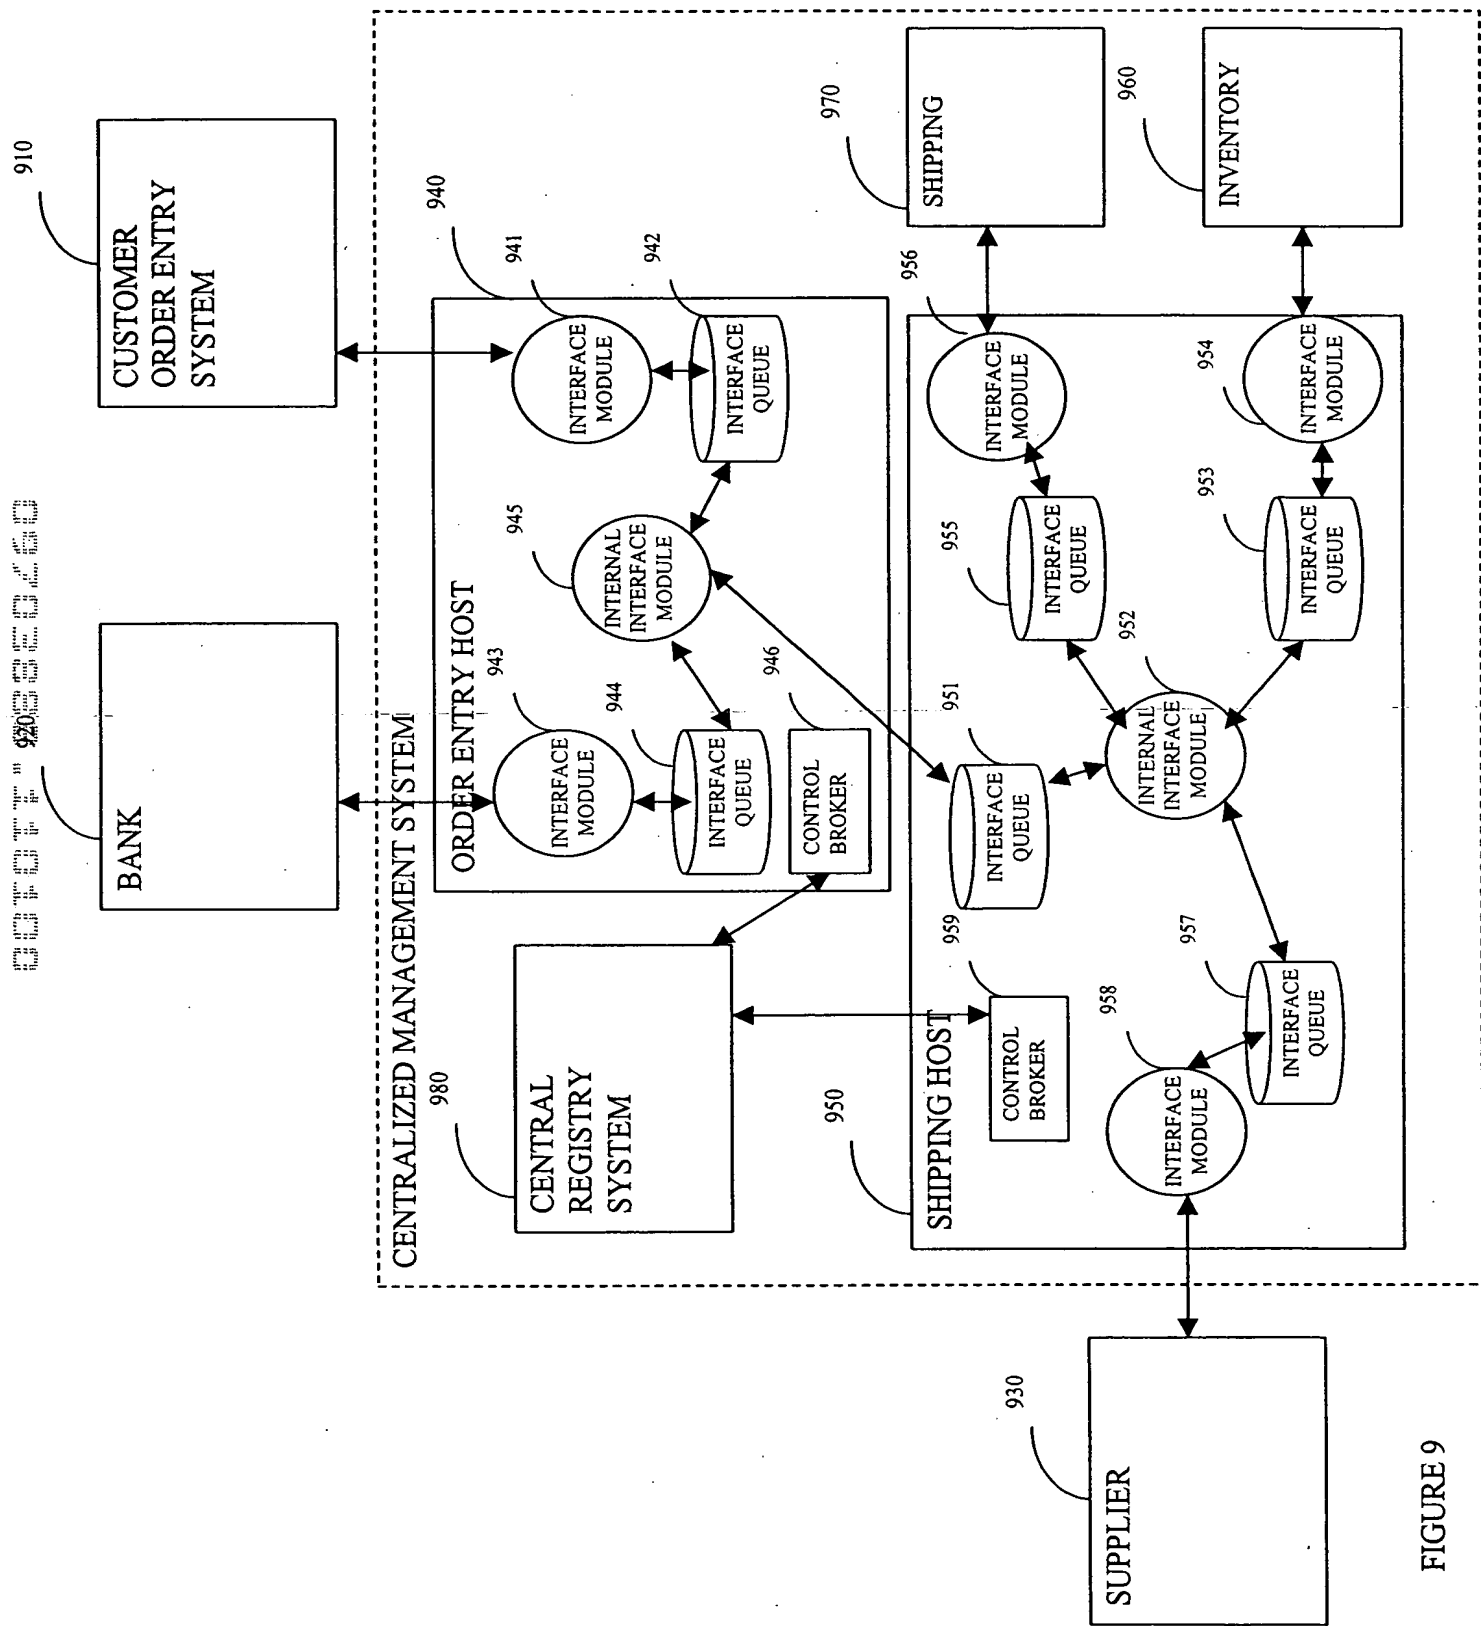 920
910
BANK
CUSTOMER
ORDER ENTRY
SYSTEM
CENTRALIZED MANAGEMENT SYSTEM
980
CENTRAL
REGISTRY
SYSTEM
940
ORDER ENTRY HOST
943
945
941
INTERFACE
MODULE
INTERNAL
INTERFACE
MODULE
INTERFACE
MODULE
944
942
INTERFACE
QUEUE
INTERFACE
QUEUE
946
CONTROL
BROKER
950
SHIPPING HOST
959
CONTROL
BROKER
951
INTERFACE
QUEUE
955
INTERFACE
QUEUE
956
INTERFACE
MODULE
970
SHIPPING
958
INTERFACE
MODULE
952
INTERNAL
INTERFACE
MODULE
957
INTERFACE
QUEUE
953
INTERFACE
QUEUE
954
INTERFACE
MODULE
960
INVENTORY
930
SUPPLIER
FIGURE 9